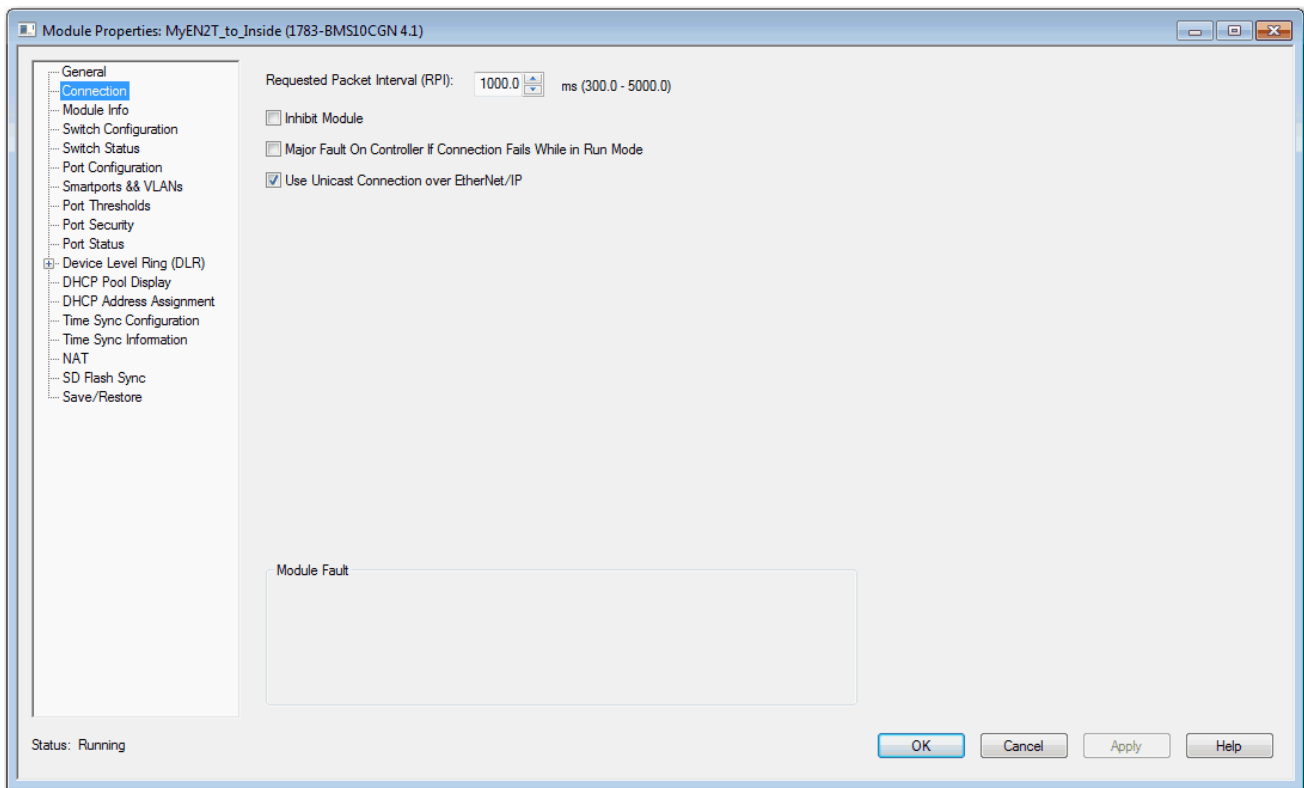 Module Properties: MyEN2T_to_Inside (1783-BMS10CGN 4.1)
General
Connection
Module Info
Switch Configuration
Switch Status
Port Configuration
Smartports && VLANs
Port Thresholds
Port Security
Port Status
Device Level Ring (DLR)
DHCP Pool Display
DHCP Address Assignment
Time Sync Configuration
Time Sync Information
NAT
SD Flash Sync
Save/Restore
Requested Packet Interval (RPI): 1000.0 ms (300.0 - 5000.0)
Inhibit Module
Major Fault On Controller If Connection Fails While in Run Mode
Use Unicast Connection over EtherNet/IP
Module Fault
Status: Running
OK Cancel Apply Help